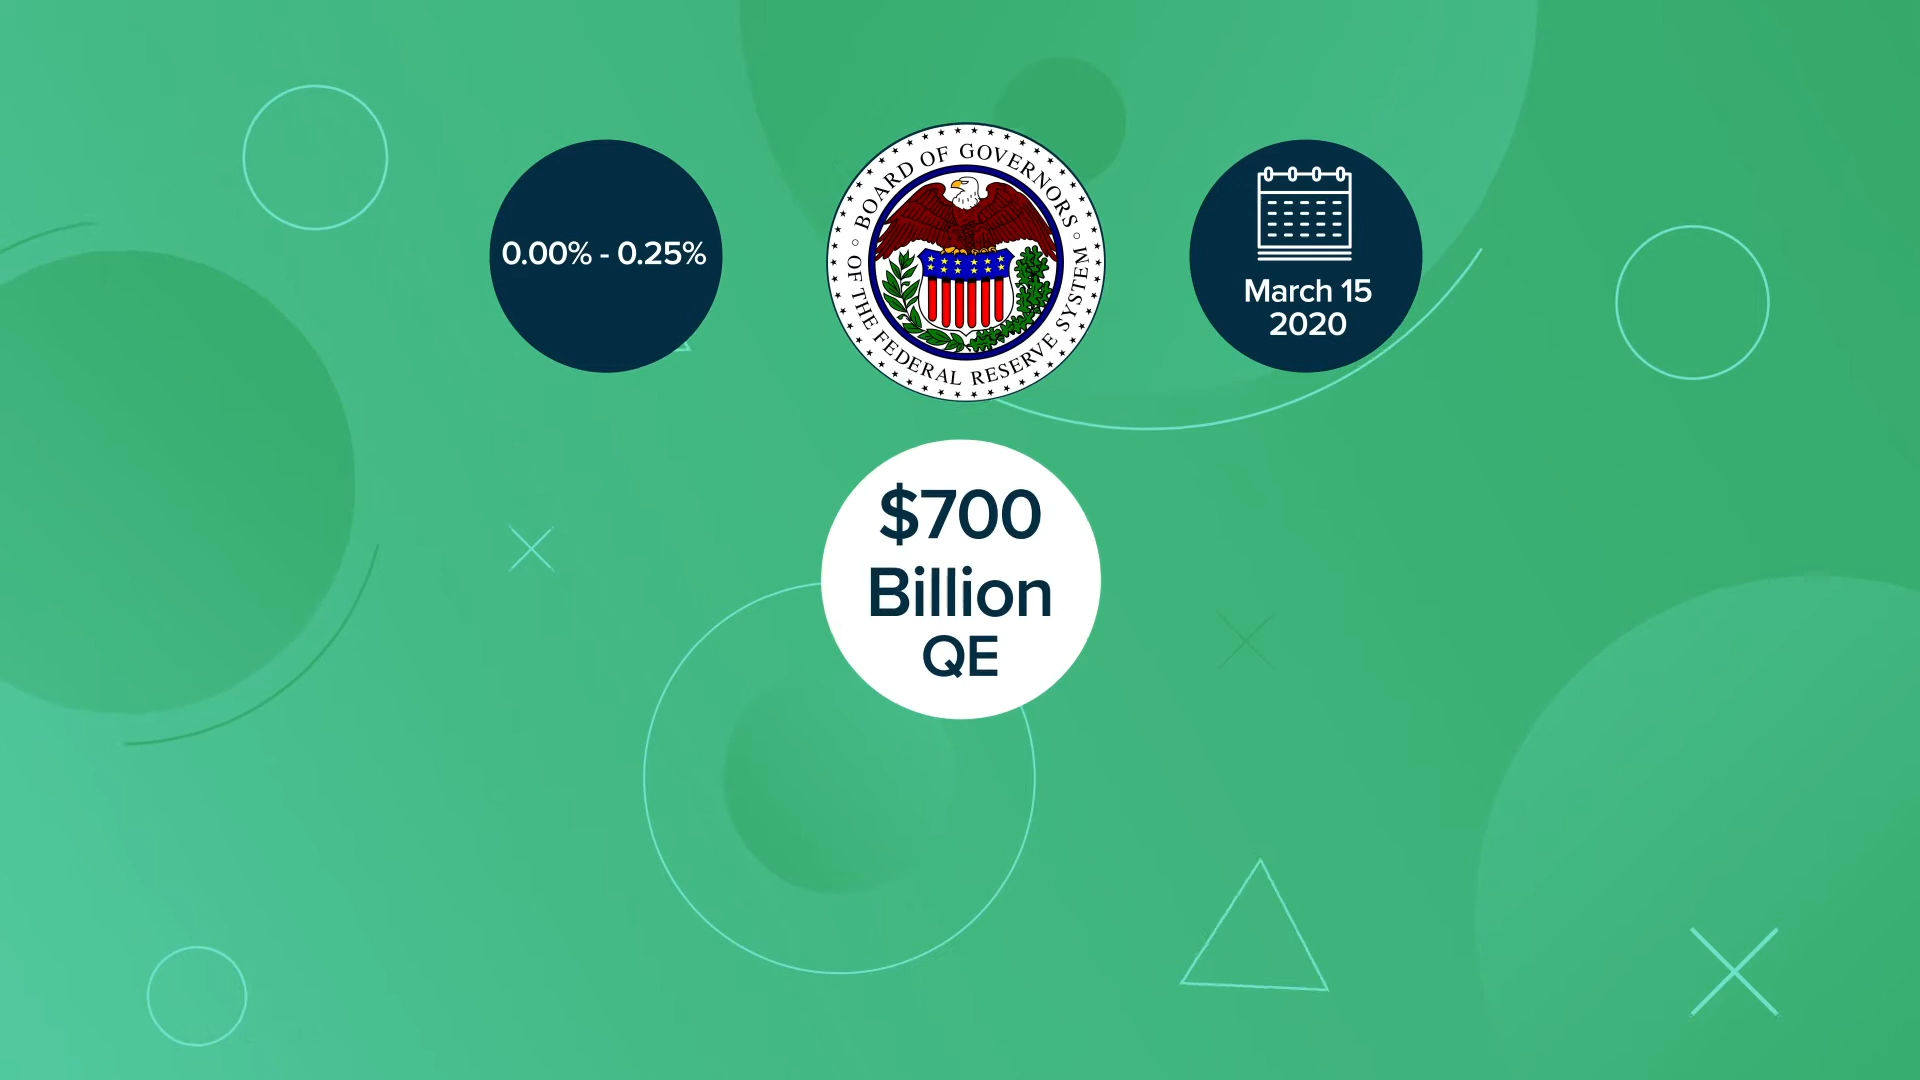 0.00% - 0.25%
BOARD OF GOVERNORS
OF THE FEDERAL RESERVE SYSTEM
March 15
2020
$700
Billion
QE